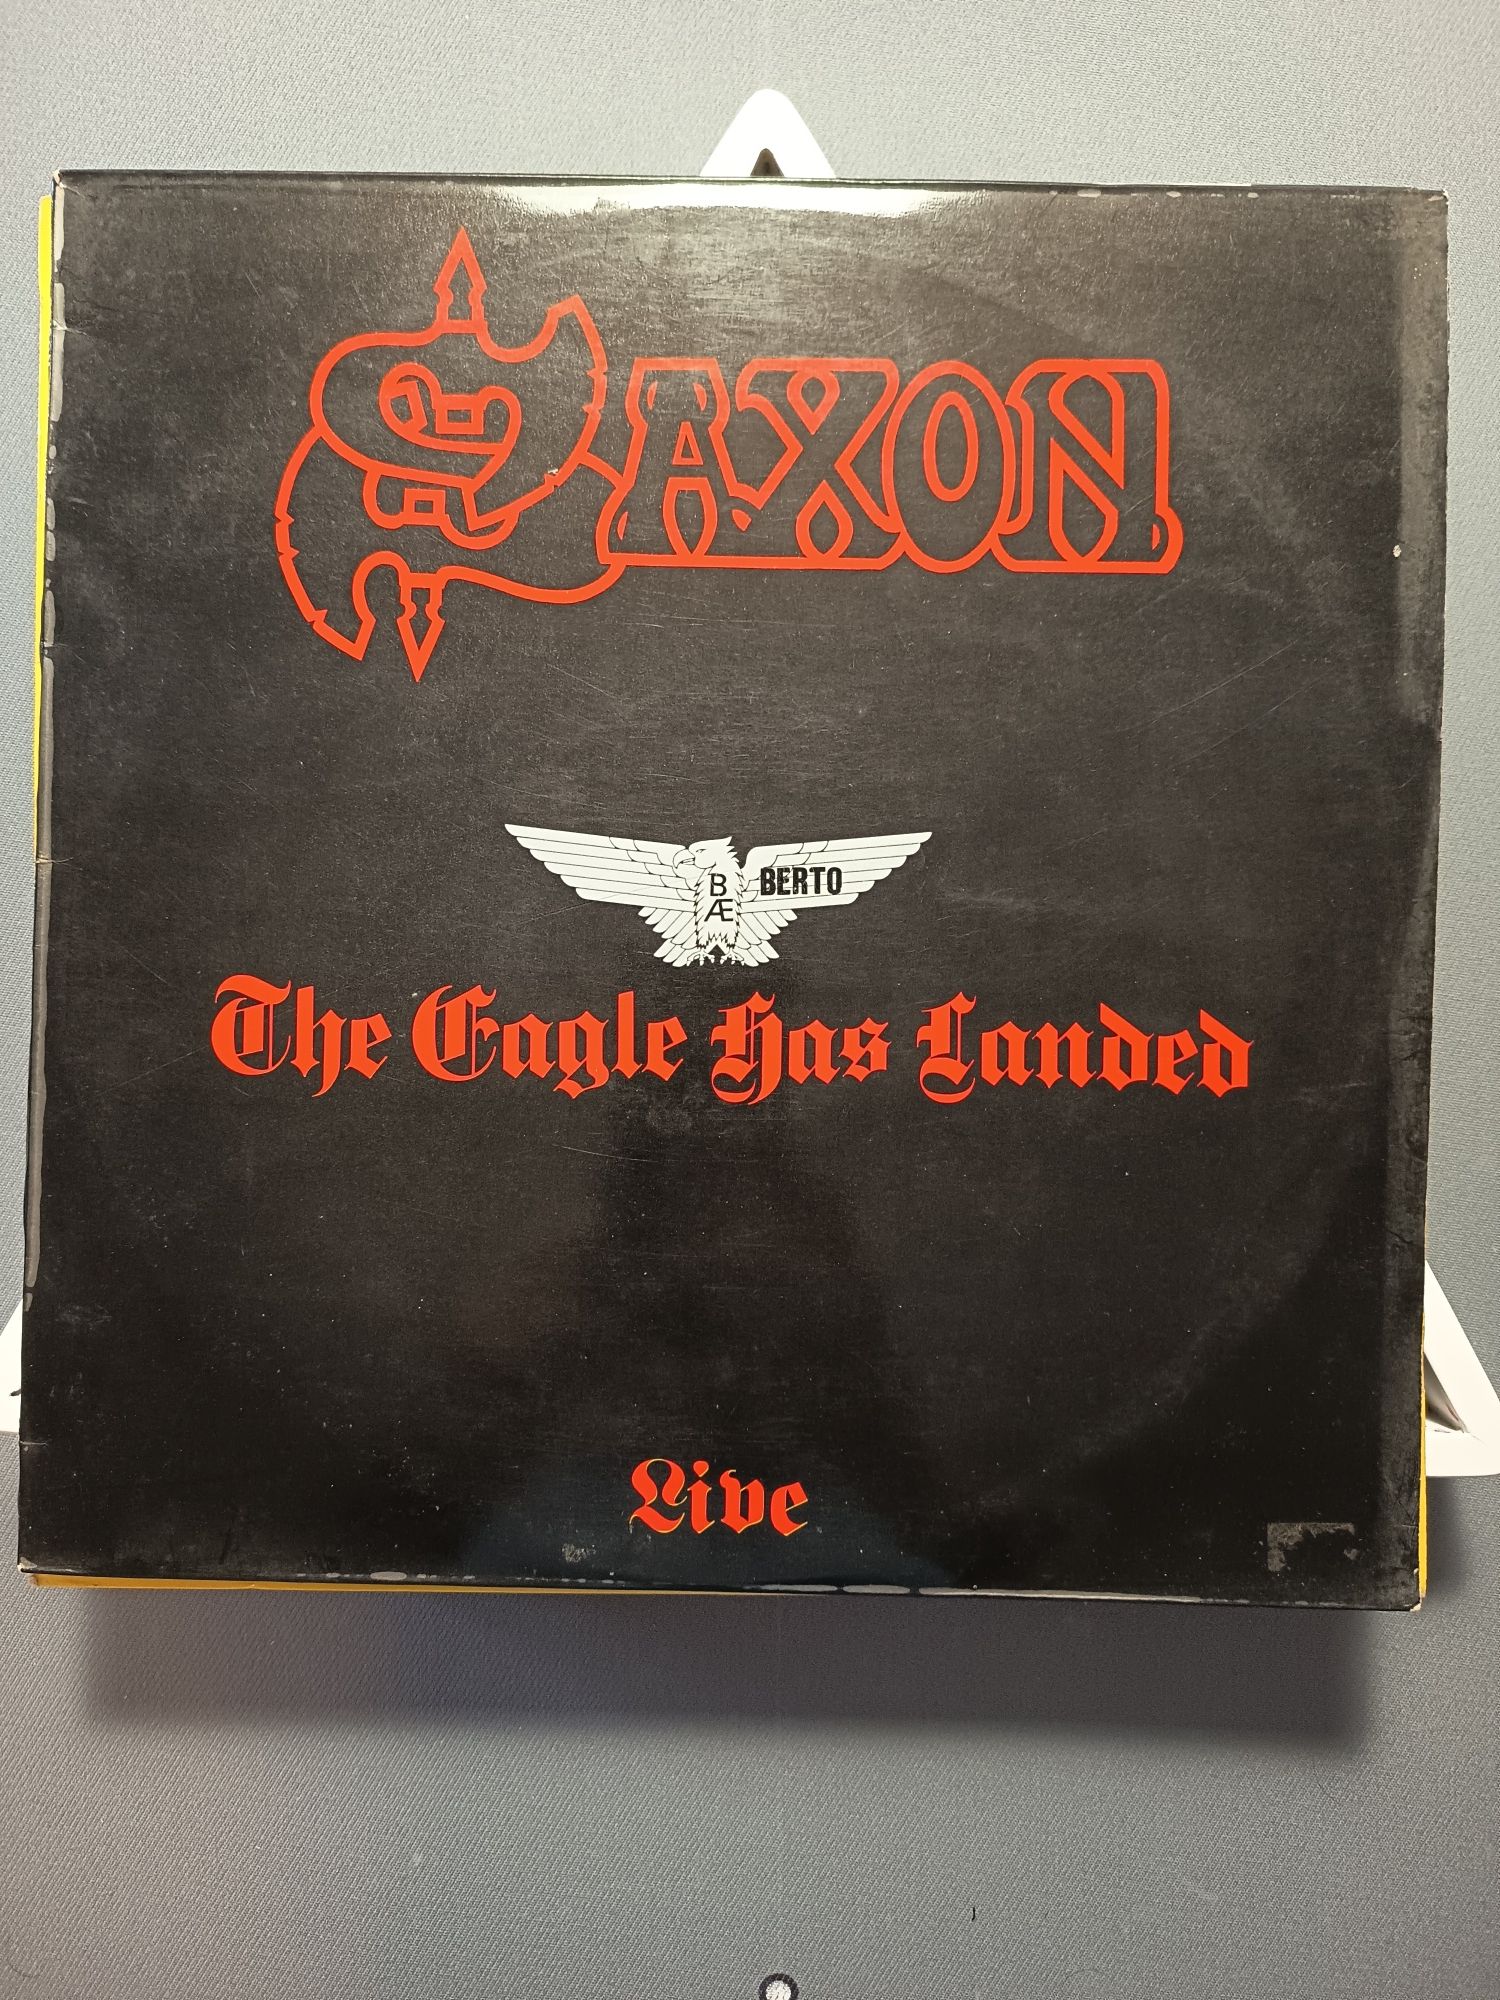 SAXON
B
Æ
BERTO
The Eagle Has Landed
Live